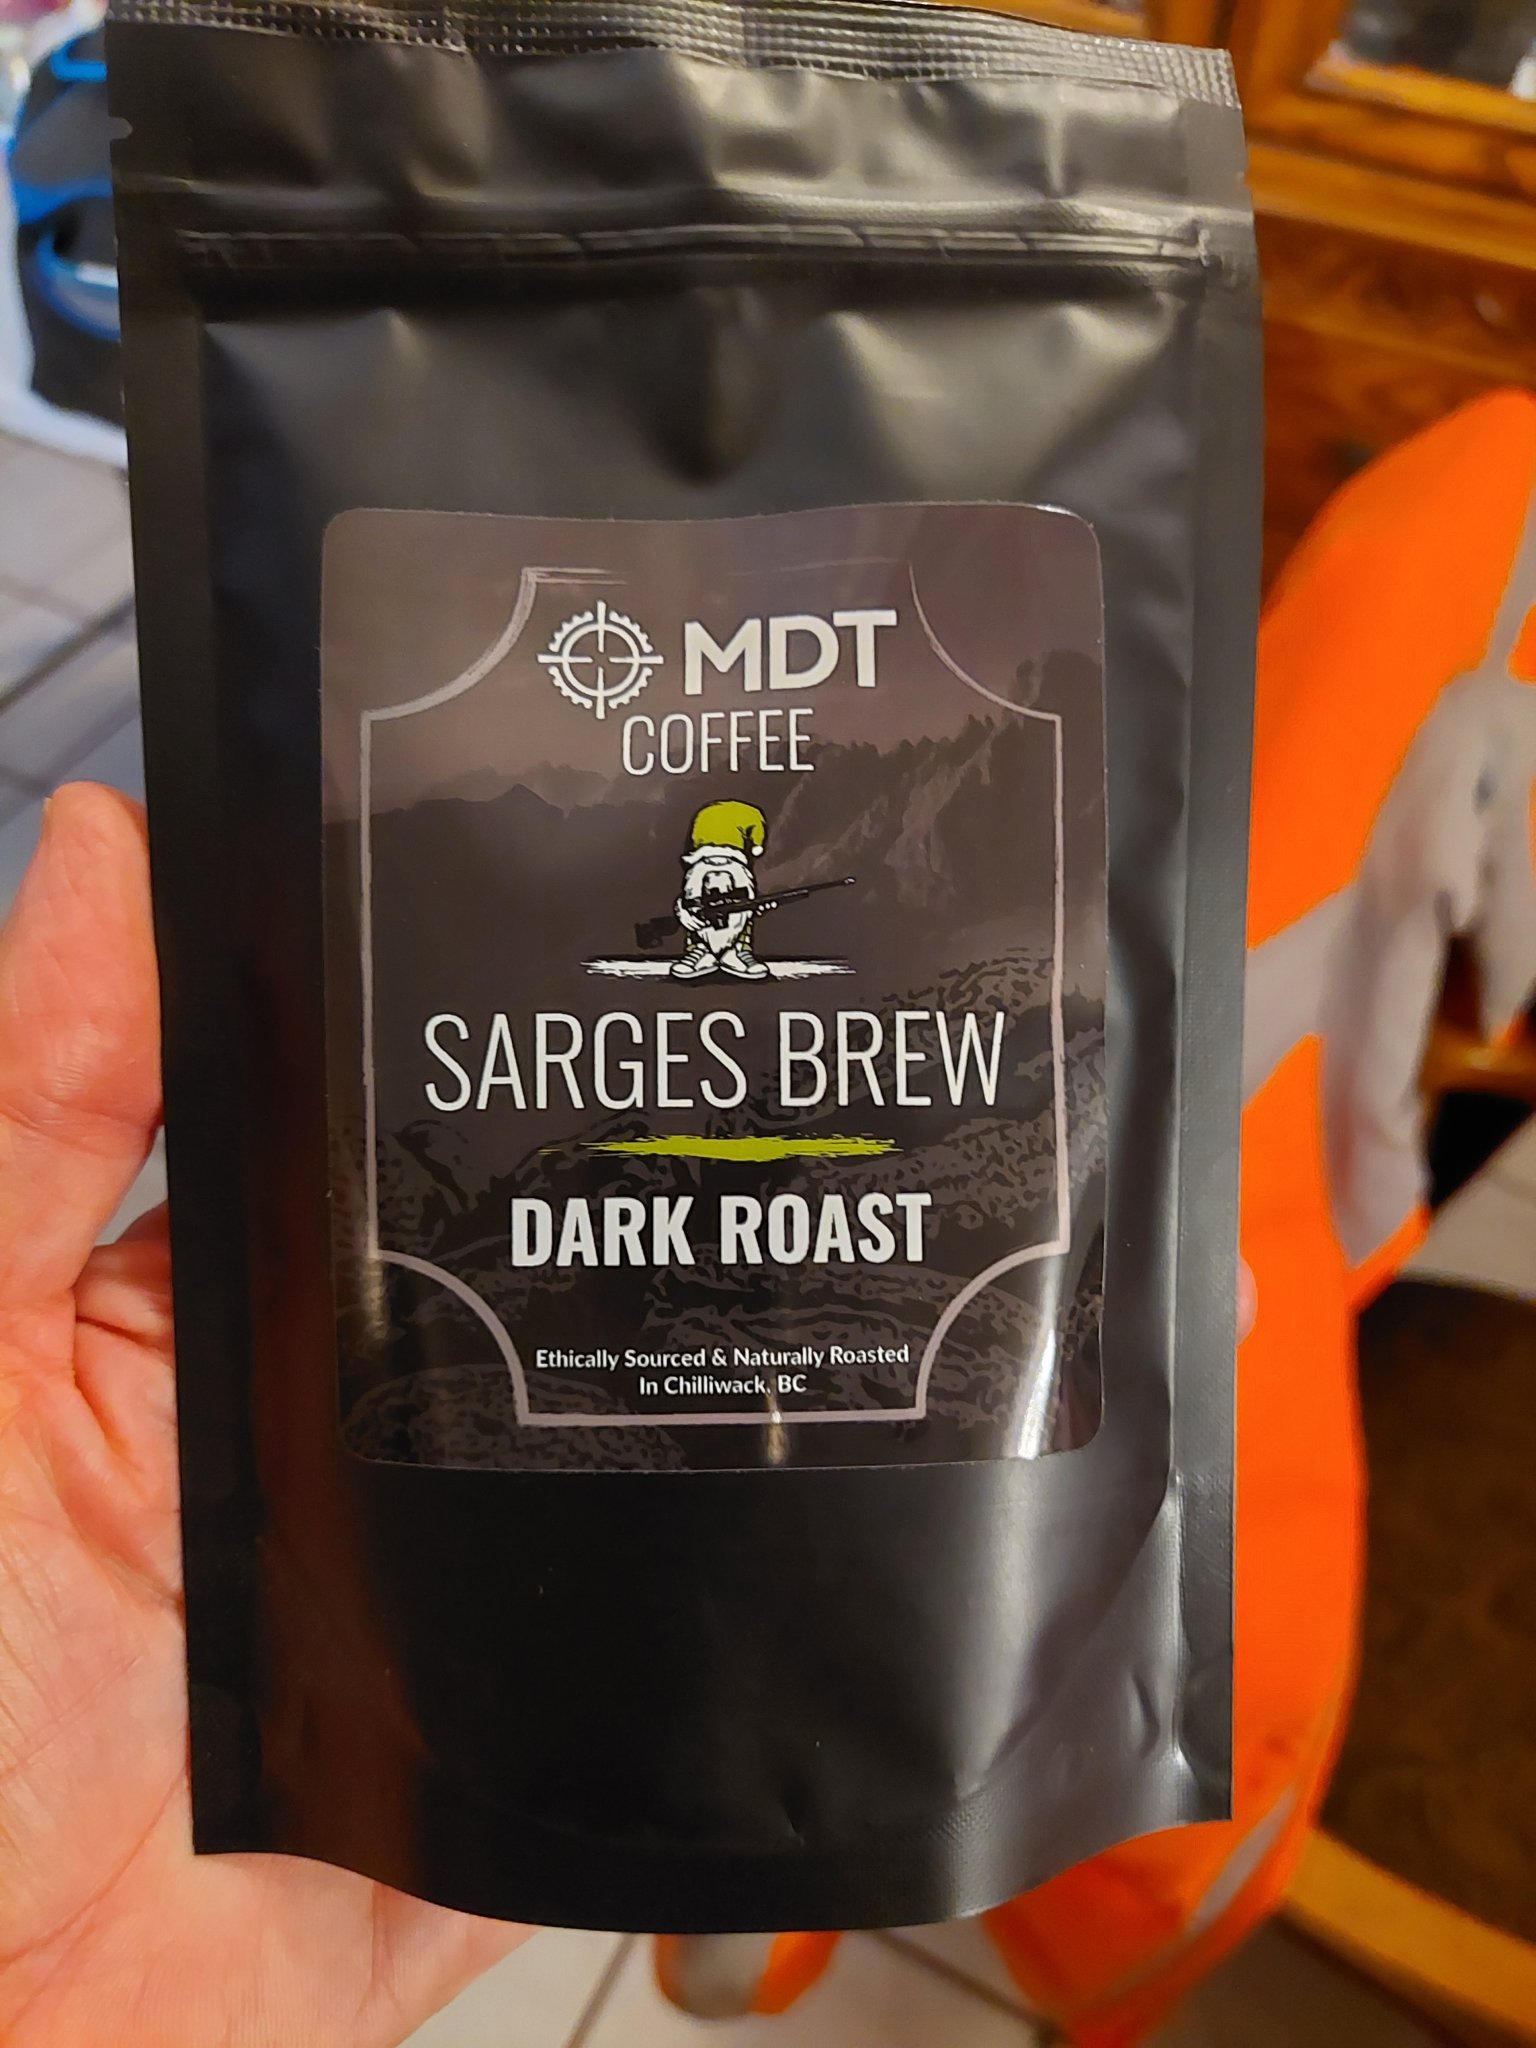 MDT
COFFEE
SARGES BREW
DARK ROAST
Ethically Sourced & Naturally Roasted
In Chilliwack, BC